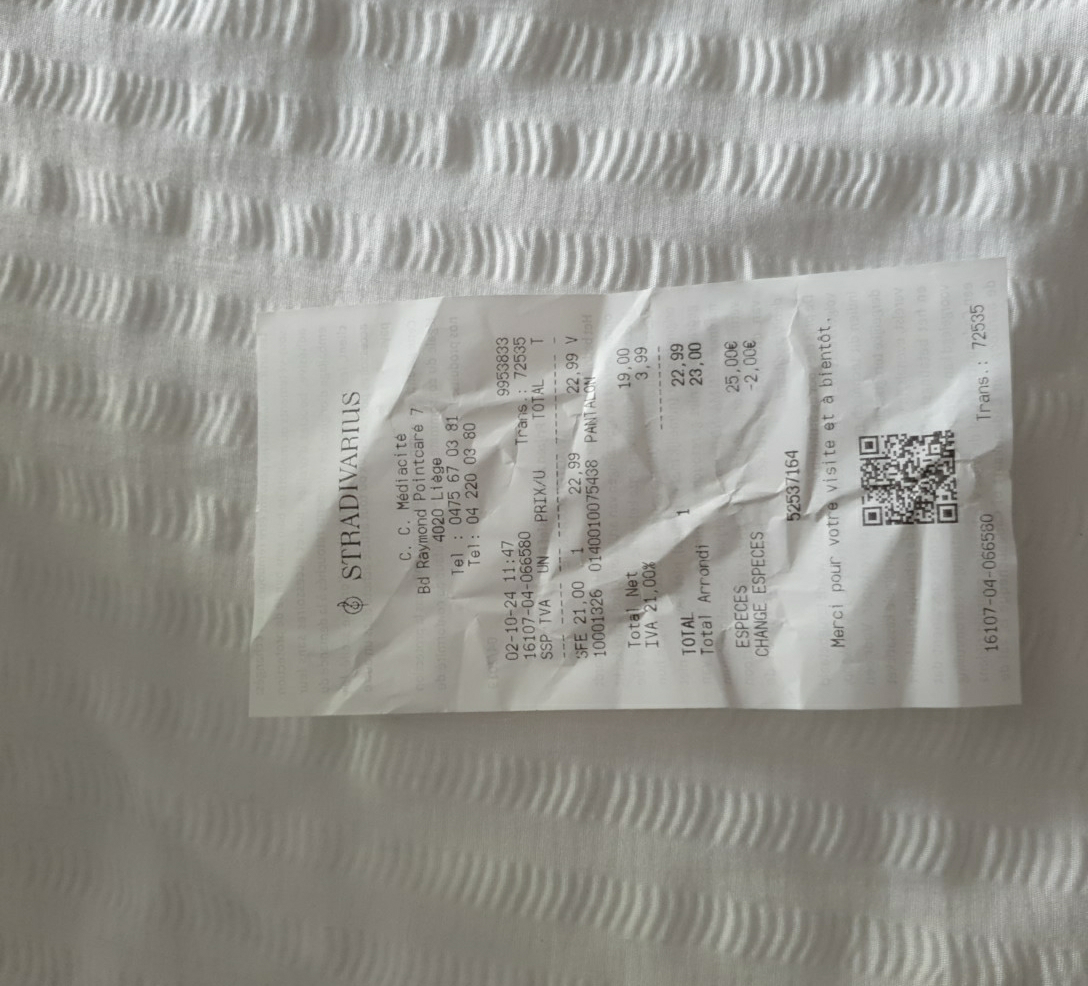 STRADIVARIUS
C. C. Médiacité
Bd Raymond Pointcaré 7
4020 Liège
Tel : 0475 67 03 81
Tel: 04 220 03 80
02-10-24 11:47 9953833
16107-04-066580 Trans.: 72535
SSP TVA UN PRIX/U TOTAL T
SFE 21,00 1 22,99 22,99 V
10001326 0140010075438 PANTALON
Total Net 19,00
IVA 21,00% 3,99
TOTAL 1 22,99
Total Arrondi 23,00
ESPECES 25,00€
CHANGE ESPECES -2,00€
52537164
Merci pour votre visite et à bientôt.
16107-04-066580 Trans.: 72535